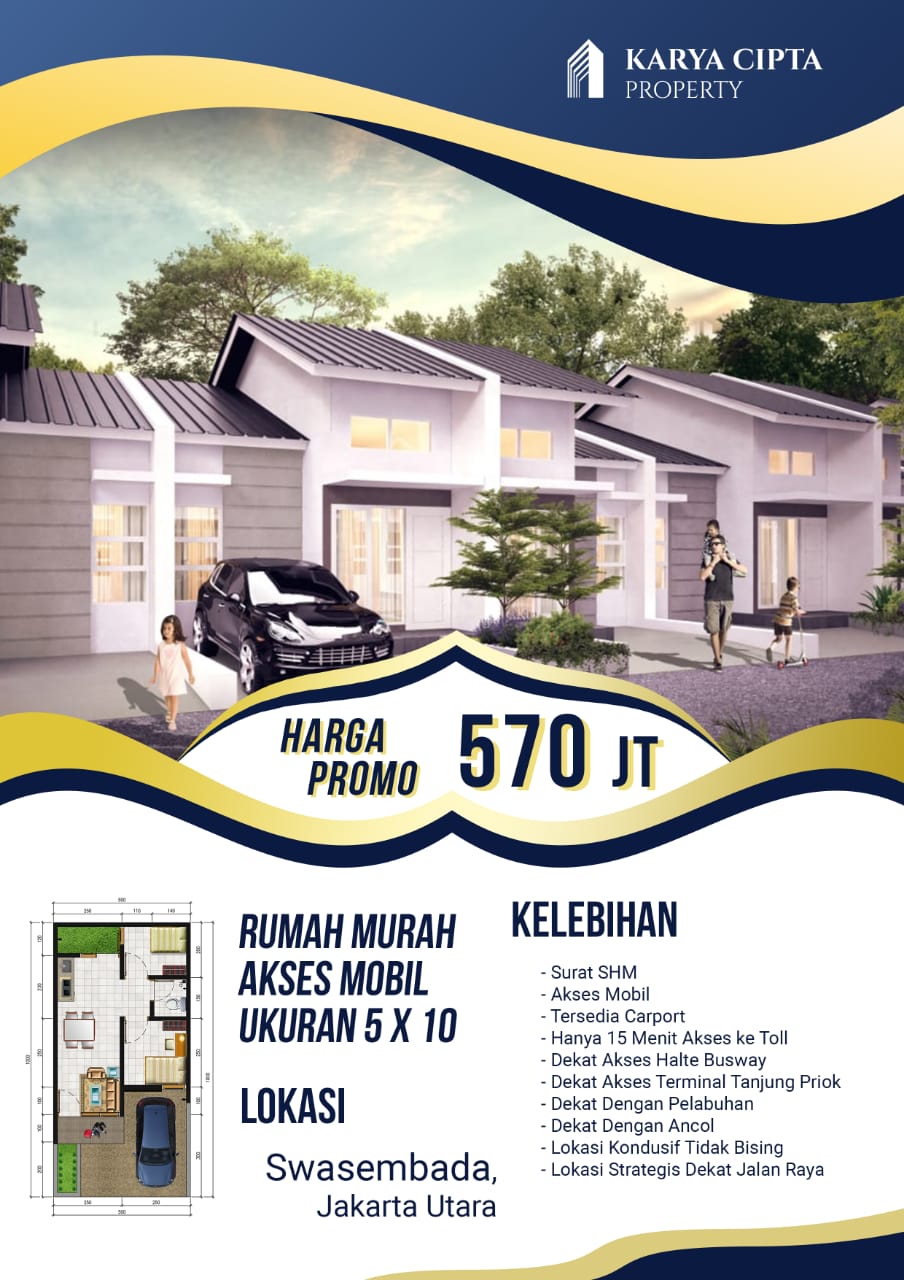 KARYA CIPTA
PROPERTY
HARGA
PROMO
570 JT
RUMAH MURAH
AKSES MOBIL
UKURAN 5 X 10
LOKASI
Swasembada,
Jakarta Utara
KELEBIHAN
- Surat SHM
- Akses Mobil
- Tersedia Carport
- Hanya 15 Menit Akses ke Toll
- Dekat Akses Halte Busway
- Dekat Akses Terminal Tanjung Priok
- Dekat Dengan Pelabuhan
- Dekat Dengan Ancol
- Lokasi Kondusif Tidak Bising
- Lokasi Strategis Dekat Jalan Raya